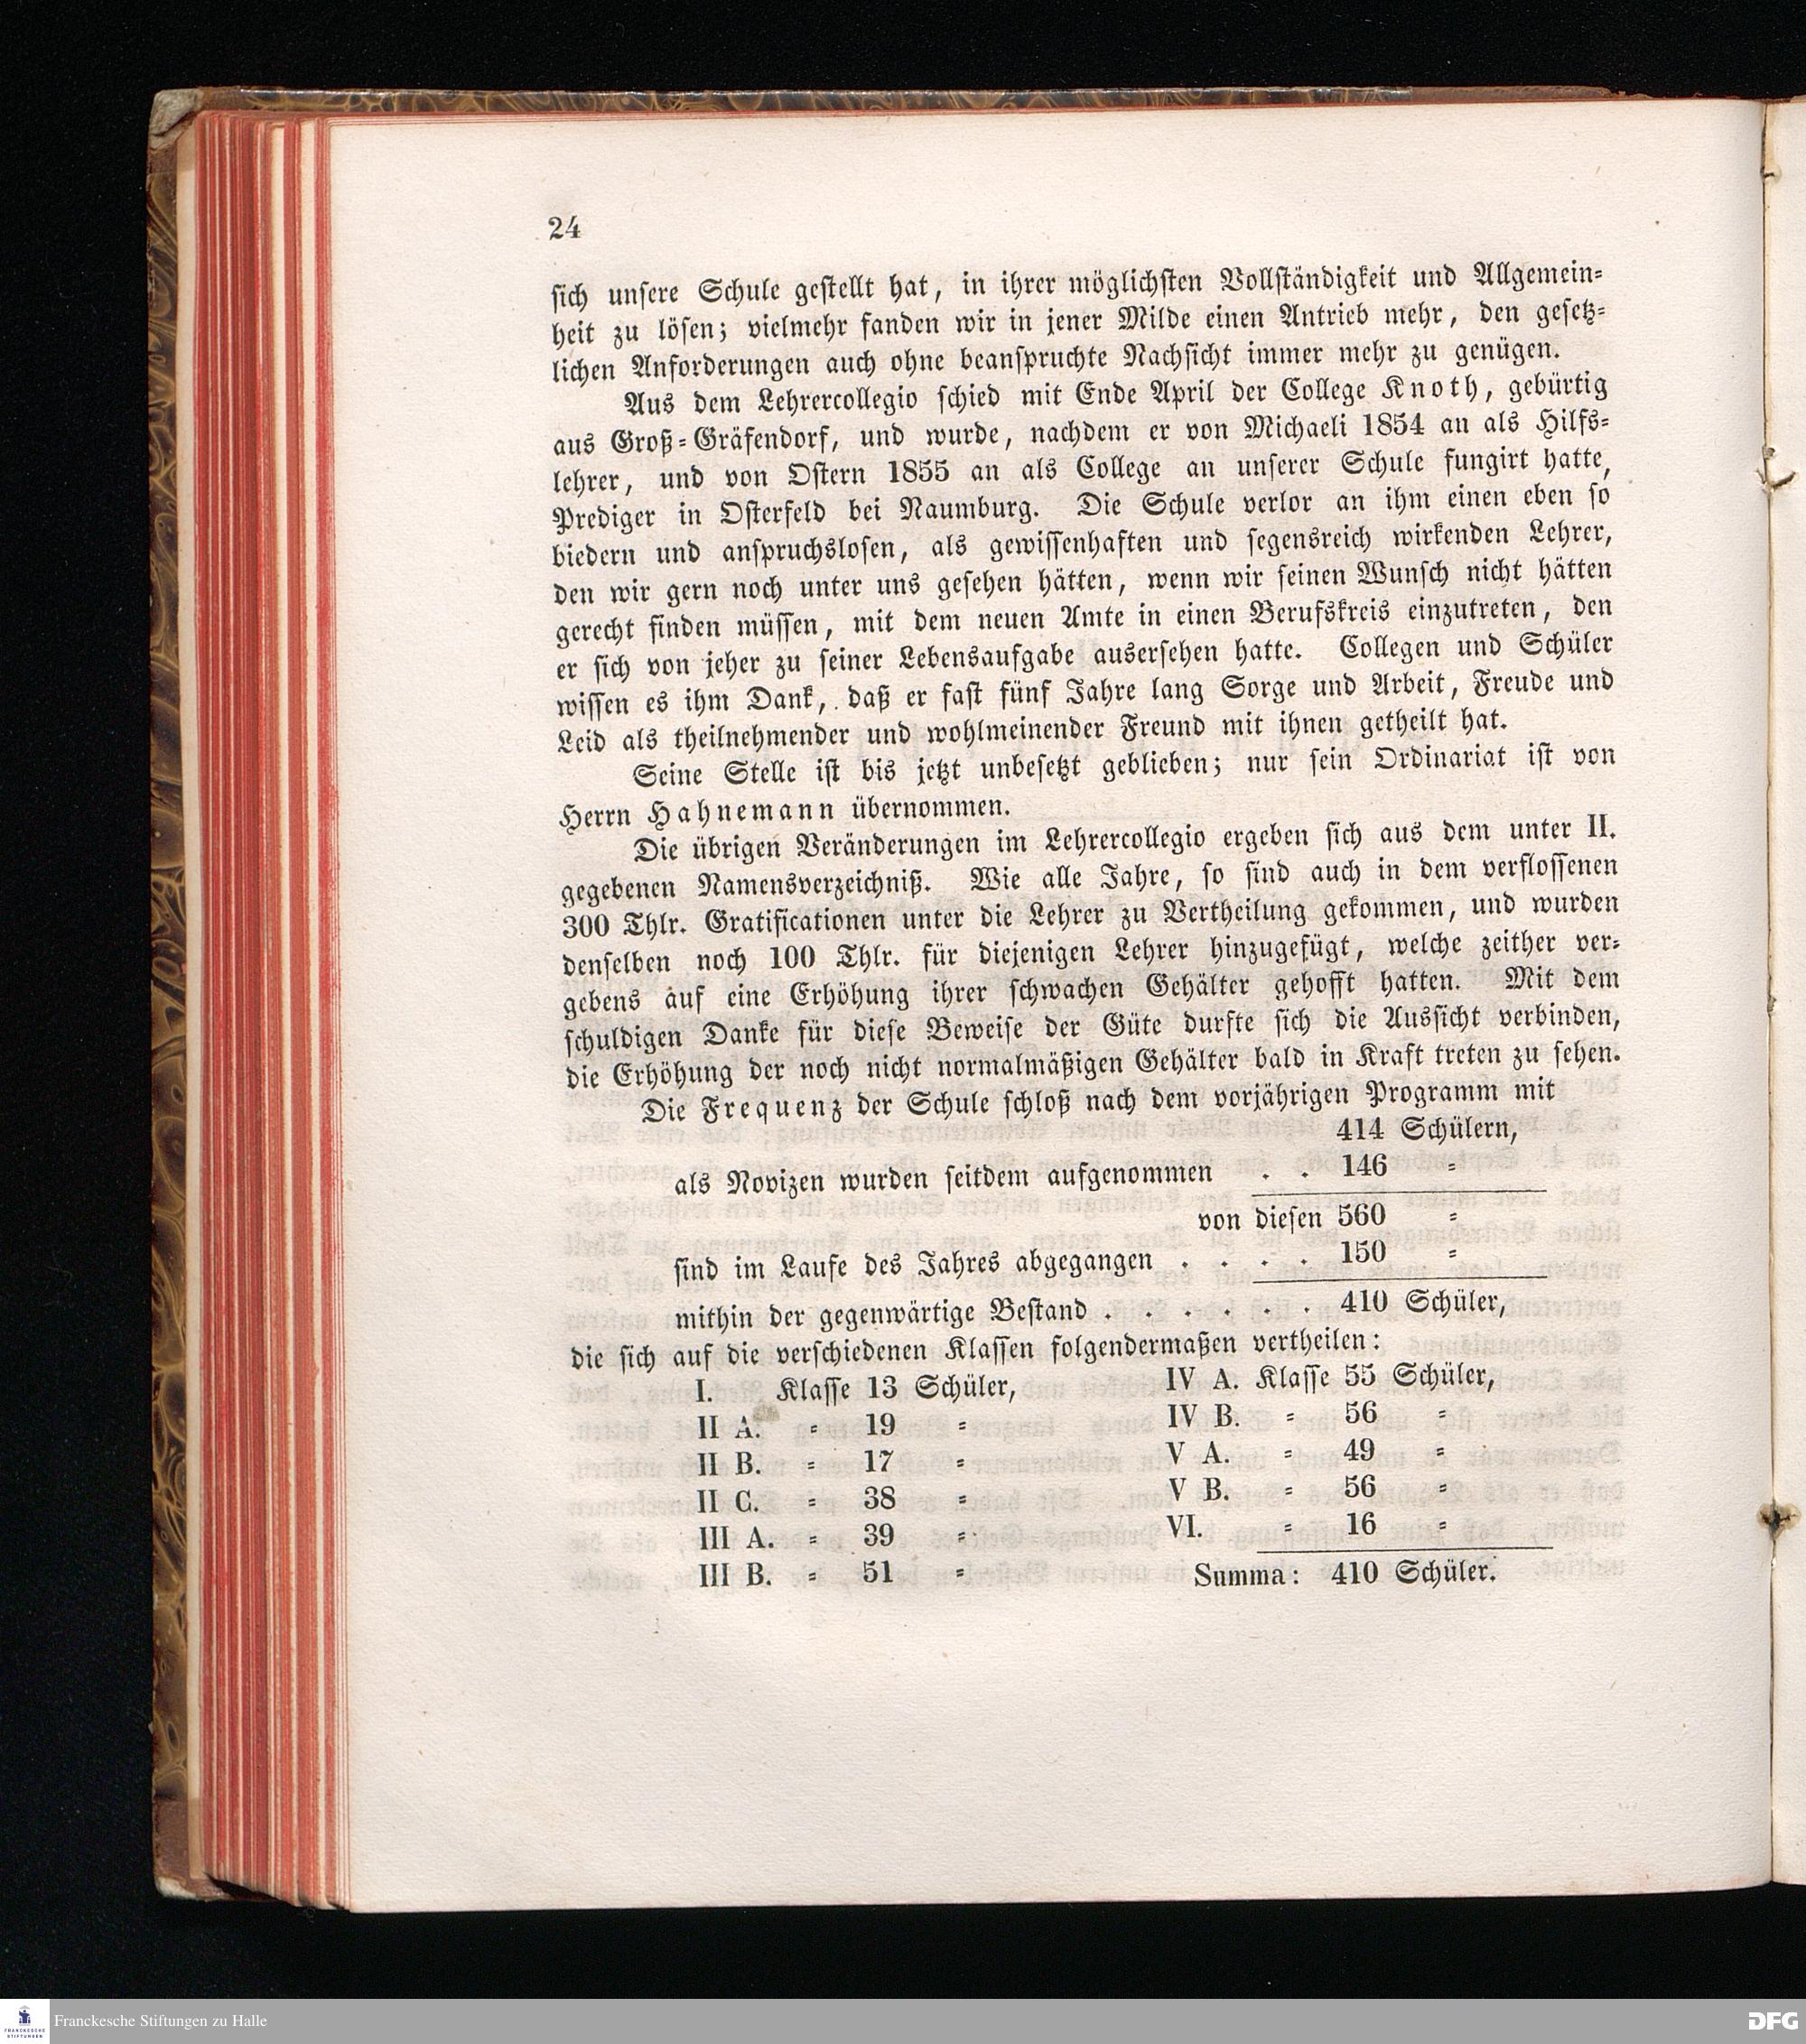 24
sich unsere Schule gestellt hat, in ihrer möglichsten Vollständigkeit und Allgemein-
heit zu lösen; vielmehr fanden wir in jener Milde einen Antrieb mehr, den gesetz-
lichen Anforderungen auch ohne beanspruchte Nachsicht immer mehr zu genügen.
Aus dem Lehrercollegio schied mit Ende April der College Knoth, gebürtig
aus Groß-Gräfendorf, und wurde, nachdem er von Michaeli 1854 an als Hilfs-
lehrer, und von Ostern 1855 an als College an unserer Schule fungirt hatte,
Prediger in Osterfeld bei Naumburg. Die Schule verlor an ihm einen eben so
biedern und anspruchslosen, als gewissenhaften und segensreich wirkenden Lehrer,
den wir gern noch unter uns gesehen hätten, wenn wir seinen Wunsch nicht hätten
gerecht finden müssen, mit dem neuen Amte in einen Berufskreis einzutreten, den
er sich von jeher zu seiner Lebensaufgabe ausersehen hatte. Collegen und Schüler
wissen es ihm Dank, daß er fast fünf Jahre lang Sorge und Arbeit, Freude und
Leid als theilnehmender und wohlmeinender Freund mit ihnen getheilt hat.
Seine Stelle ist bis jetzt unbesetzt geblieben; nur sein Ordinariat ist von
Herrn Hahnemann übernommen.
Die übrigen Veränderungen im Lehrercollegio ergeben sich aus dem unter II.
gegebenen Namensverzeichniß. Wie alle Jahre, so sind auch in dem verflossenen
300 Thlr. Gratificationen unter die Lehrer zu Vertheilung gekommen, und wurden
denselben noch 100 Thlr. für diejenigen Lehrer hinzugefügt, welche zeither ver-
gebens auf eine Erhöhung ihrer schwachen Gehälter gehofft hatten. Mit dem
schuldigen Danke für diese Beweise der Güte durfte sich die Aussicht verbinden,
die Erhöhung der noch nicht normalmäßigen Gehälter bald in Kraft treten zu sehen.
Die Frequenz der Schule schloß nach dem vorjährigen Programm mit
414 Schülern,
als Novizen wurden seitdem aufgenommen . . 146 =
von diesen 560 =
sind im Laufe des Jahres abgegangen . . . . 150 =
mithin der gegenwärtige Bestand . . . . . . 410 Schüler,
die sich auf die verschiedenen Klassen folgendermaßen vertheilen:
I. Klasse 13 Schüler,
II A. = 19 =
II B. = 17 =
II C. = 38 =
III A. = 39 =
III B. = 51 =
IV A. Klasse 55 Schüler,
IV B. = 56 =
V A. = 49 =
V B. = 56 =
VI. = 16 =
Summa: 410 Schüler.
FRANCKESCHE
STIFTUNGEN
Franckesche Stiftungen zu Halle
DFG